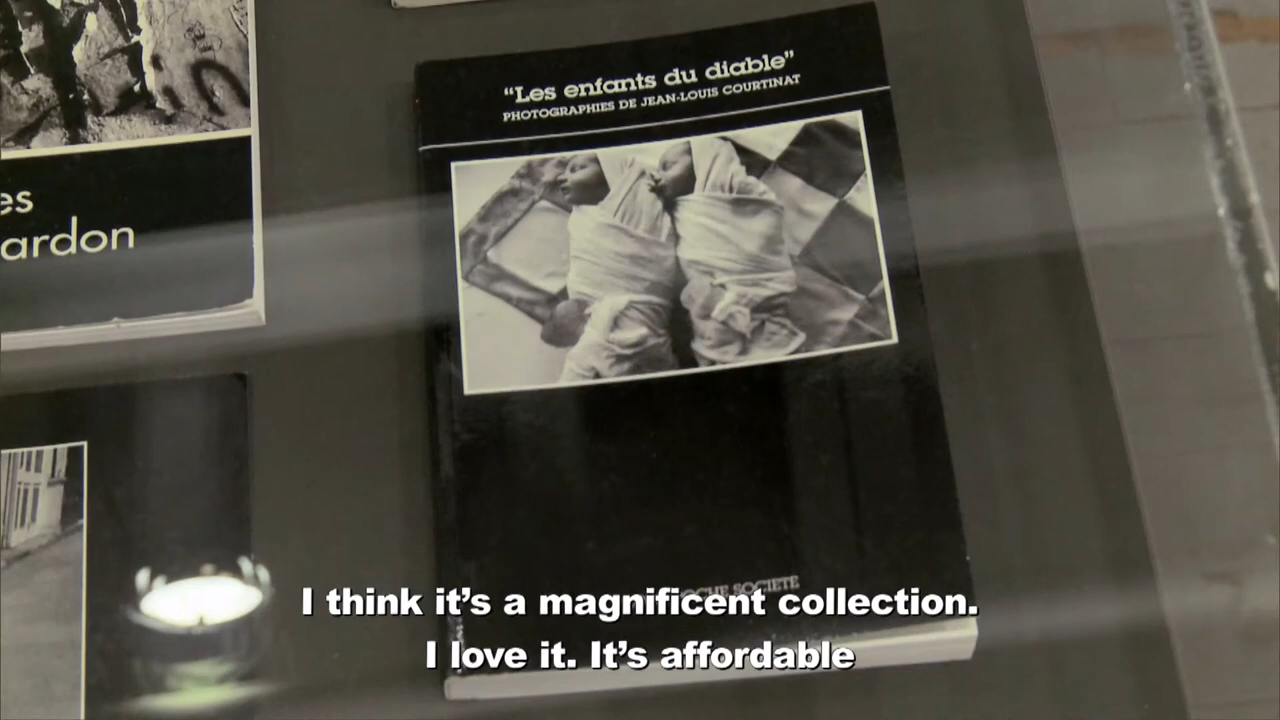 "Les enfants du diable"
PHOTOGRAPHIES DE JEAN-LOUIS COURTINAT
es
ardon
SOCIETE
I think it's a magnificent collection.
I love it. It's affordable